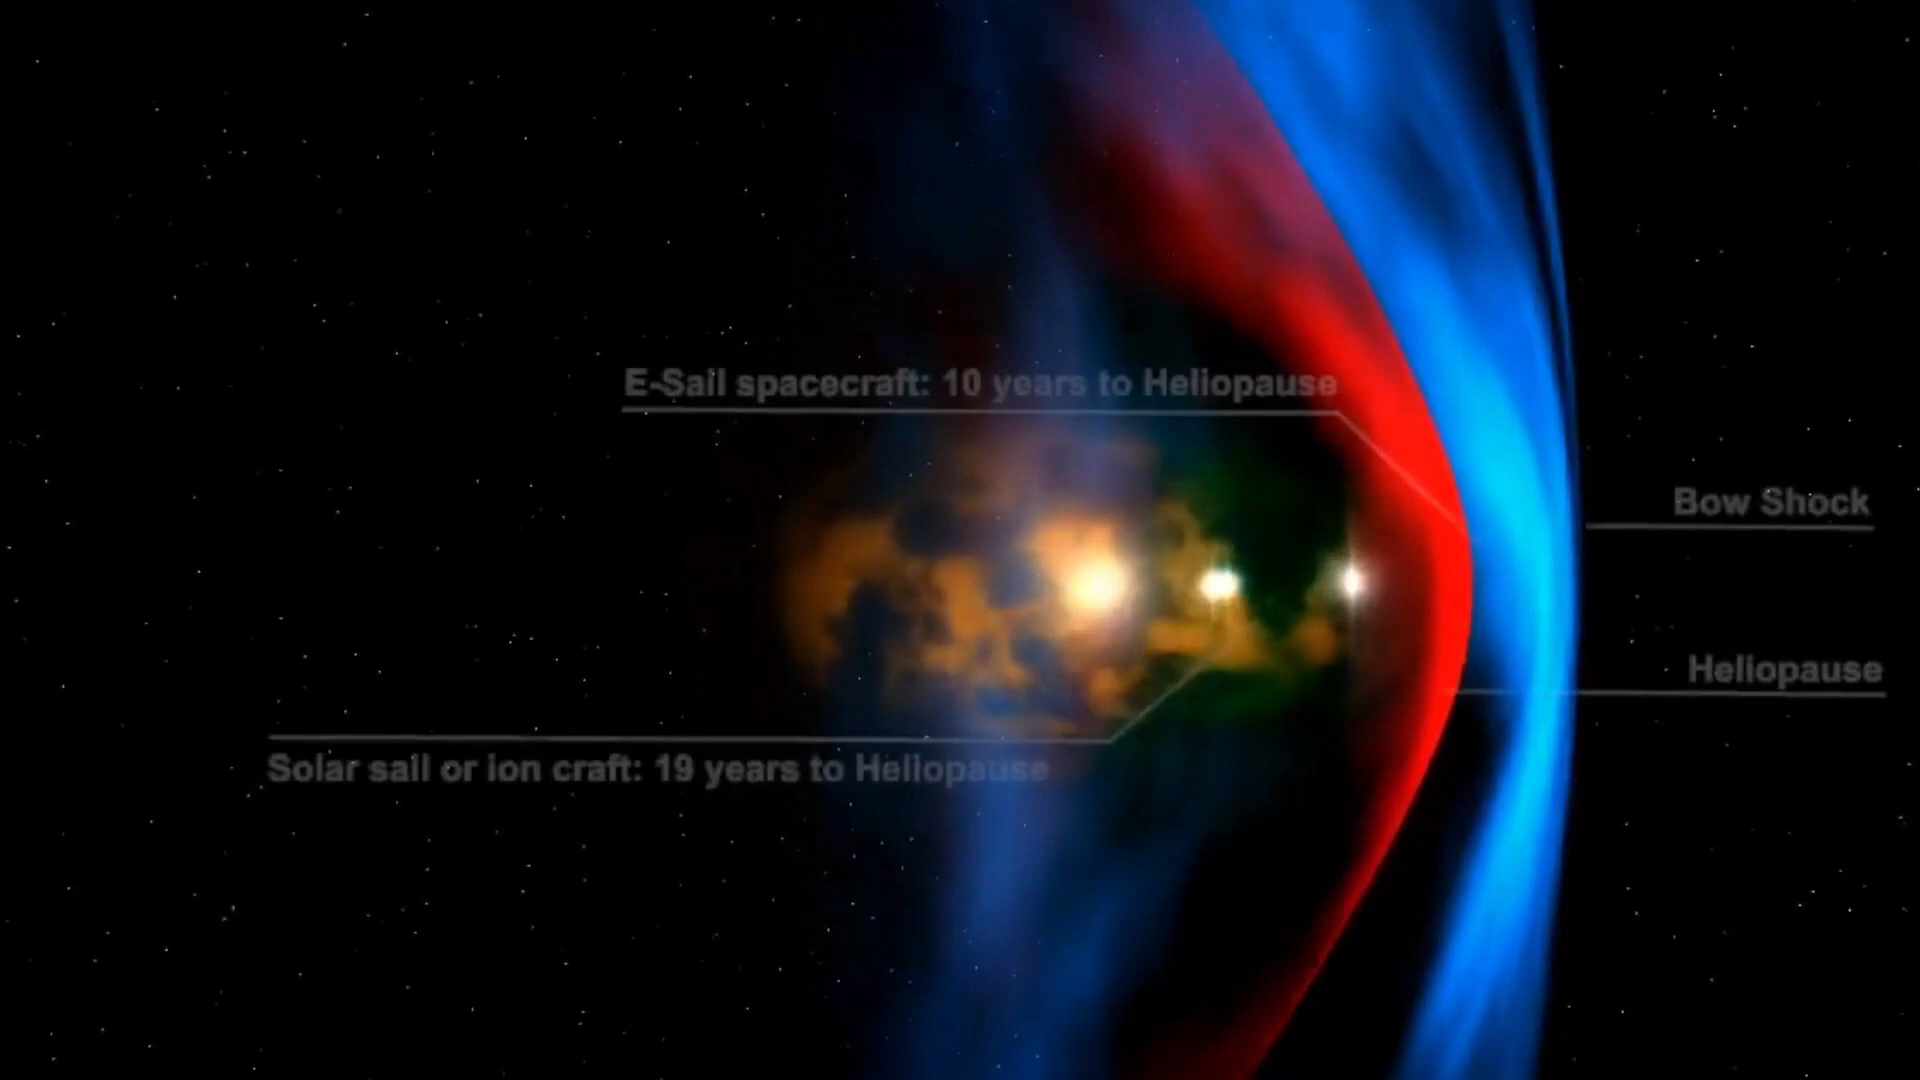 E-Sail spacecraft: 10 years to Heliopause
Bow Shock
Heliopause
Solar sail or ion craft: 19 years to Heliopause